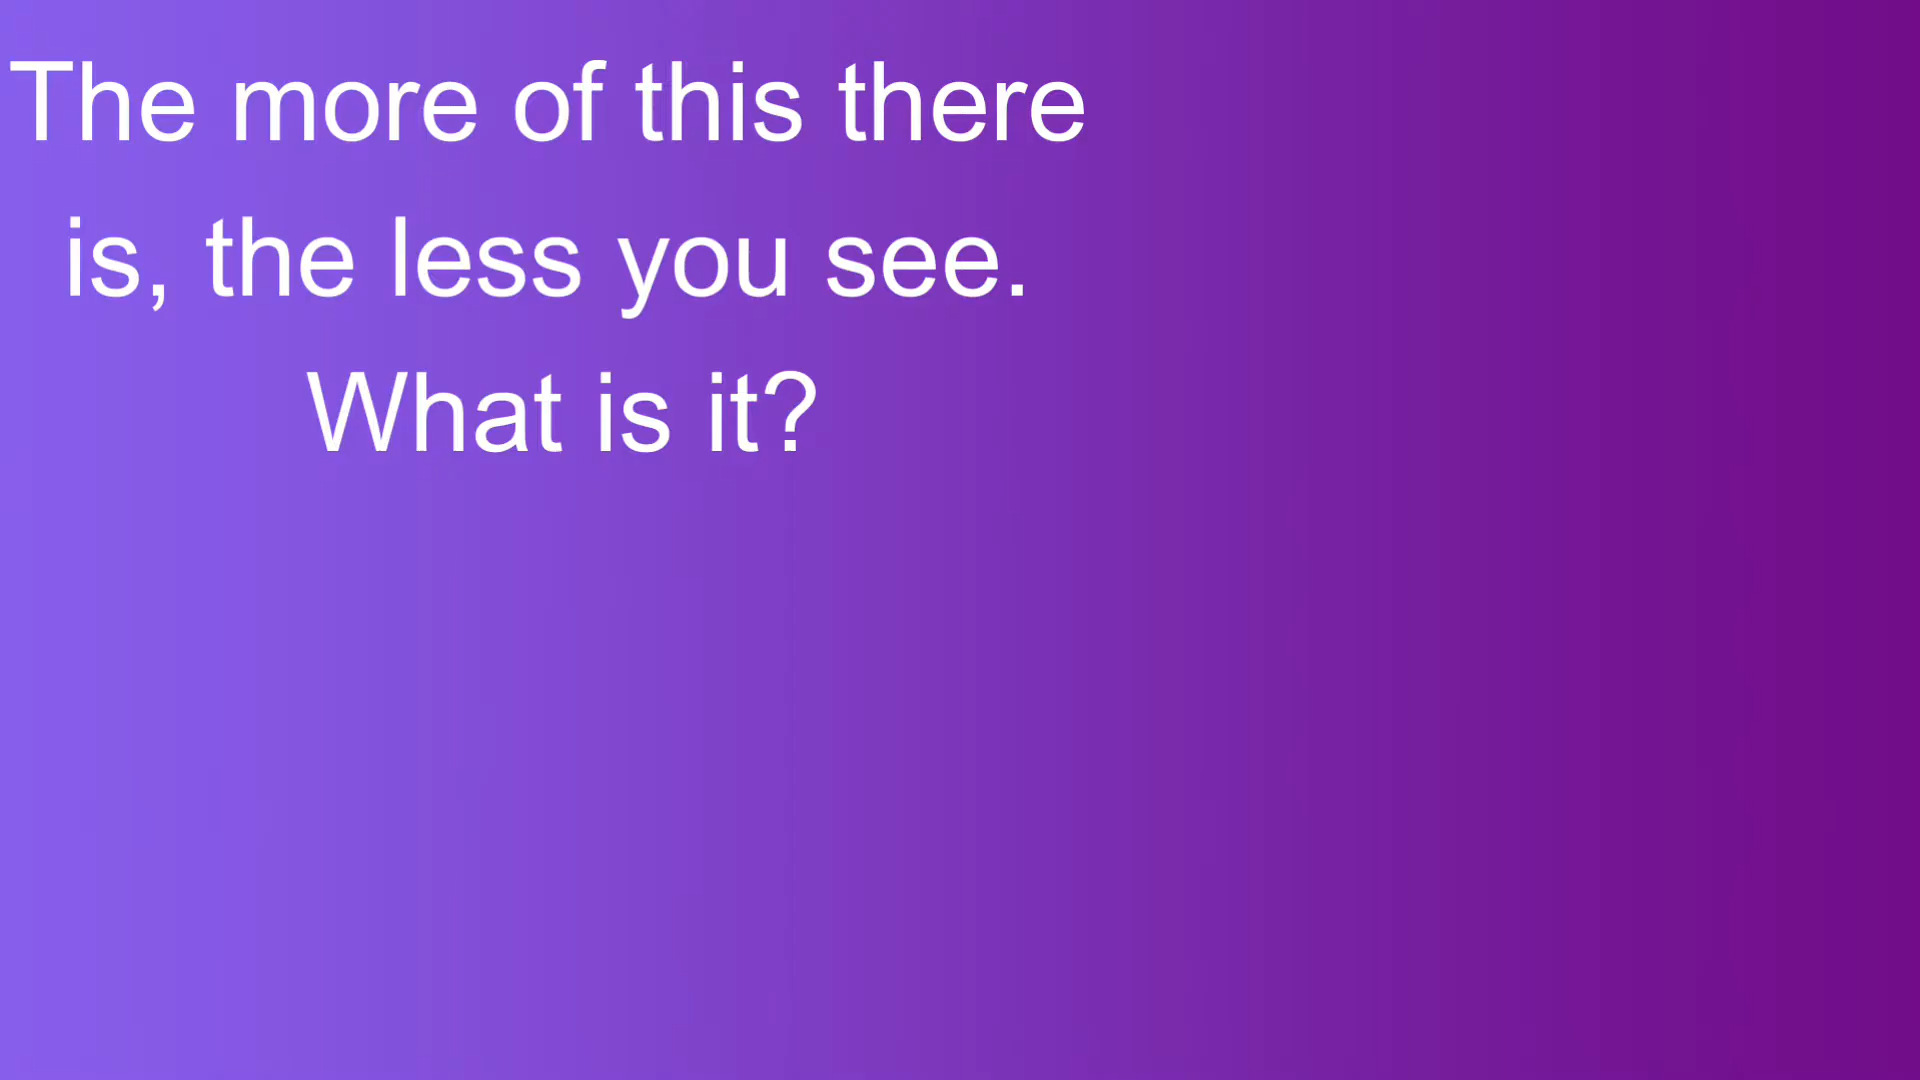 The more of this there
is, the less you see.
What is it?